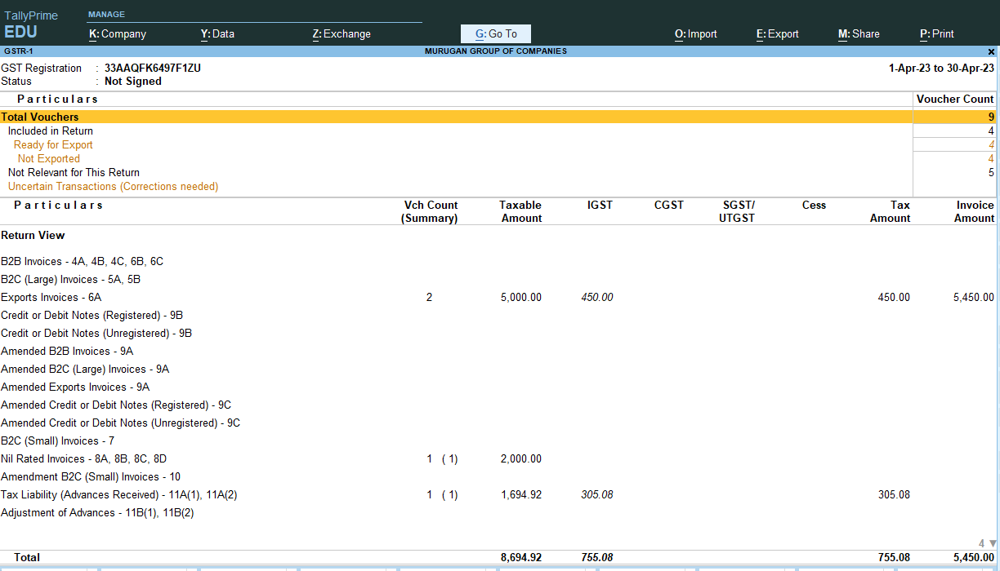 TallyPrime MANAGE
EDU K:Company Y:Data Z:Exchange G:Go To O:Import E:Export M:Share P:Print
GSTR-1 MURUGAN GROUP OF COMPANIES ×
GST Registration : 33AAQFK6497F1ZU 1-Apr-23 to 30-Apr-23
Status : Not Signed
Particulars Voucher Count
Total Vouchers 9
Included in Return 4
Ready for Export 4
Not Exported 4
Not Relevant for This Return 5
Uncertain Transactions (Corrections needed)
Particulars Vch Count Taxable IGST CGST SGST/ Cess Tax Invoice
(Summary) Amount UTGST Amount Amount
Return View
B2B Invoices - 4A, 4B, 4C, 6B, 6C
B2C (Large) Invoices - 5A, 5B
Exports Invoices - 6A 2 5,000.00 450.00 450.00 5,450.00
Credit or Debit Notes (Registered) - 9B
Credit or Debit Notes (Unregistered) - 9B
Amended B2B Invoices - 9A
Amended B2C (Large) Invoices - 9A
Amended Exports Invoices - 9A
Amended Credit or Debit Notes (Registered) - 9C
Amended Credit or Debit Notes (Unregistered) - 9C
B2C (Small) Invoices - 7
Nil Rated Invoices - 8A, 8B, 8C, 8D 1 ( 1) 2,000.00
Amendment B2C (Small) Invoices - 10
Tax Liability (Advances Received) - 11A(1), 11A(2) 1 ( 1) 1,694.92 305.08 305.08
Adjustment of Advances - 11B(1), 11B(2)
4 ▼
Total 8,694.92 755.08 755.08 5,450.00